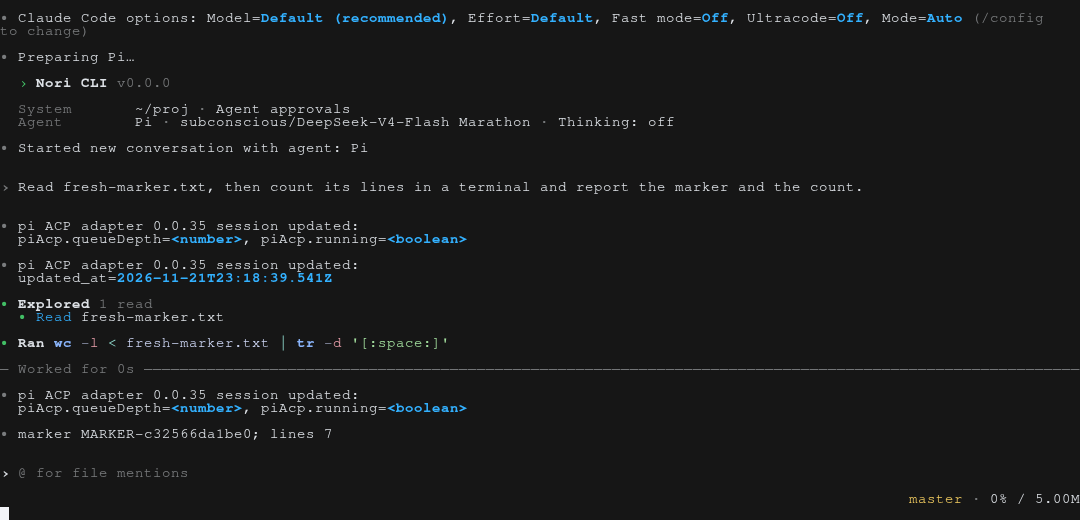 • Claude Code options: Model=Default (recommended), Effort=Default, Fast mode=Off, Ultracode=Off, Mode=Auto (/config
to change)
• Preparing Pi…
› Nori CLI v0.0.0
System ~/proj · Agent approvals
Agent Pi · subconscious/DeepSeek-V4-Flash Marathon · Thinking: off
• Started new conversation with agent: Pi
› Read fresh-marker.txt, then count its lines in a terminal and report the marker and the count.
• pi ACP adapter 0.0.35 session updated:
piAcp.queueDepth=<number>, piAcp.running=<boolean>
• pi ACP adapter 0.0.35 session updated:
updated_at=2026-11-21T23:18:39.541Z
• Explored 1 read
• Read fresh-marker.txt
• Ran wc -l < fresh-marker.txt | tr -d '[:space:]'
— Worked for 0s —
• pi ACP adapter 0.0.35 session updated:
piAcp.queueDepth=<number>, piAcp.running=<boolean>
• marker MARKER-c32566da1be0; lines 7
› @ for file mentions
master · 0% / 5.00M